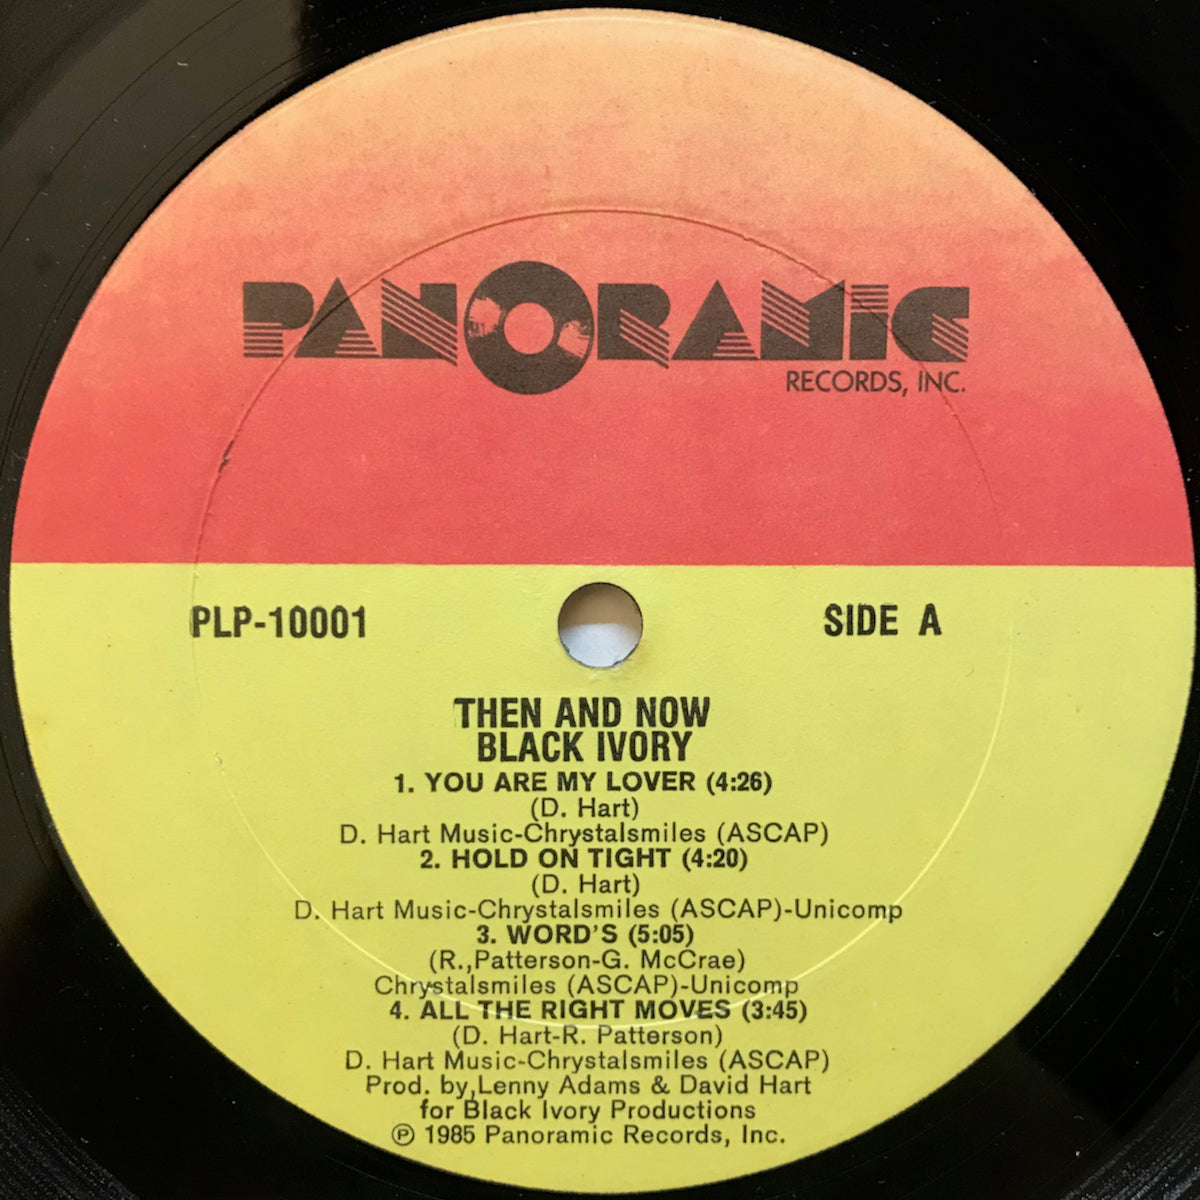 PANORAMIC
RECORDS, INC.
PLP-10001
SIDE A
THEN AND NOW
BLACK IVORY
1. YOU ARE MY LOVER (4:26)
(D. Hart)
D. Hart Music-Chrystalsmiles (ASCAP)
2. HOLD ON TIGHT (4:20)
(D. Hart)
D. Hart Music-Chrystalsmiles (ASCAP)-Unicomp
3. WORD'S (5:05)
(R.,Patterson-G. McCrae)
Chrystalsmiles (ASCAP)-Unicomp
4. ALL THE RIGHT MOVES (3:45)
(D. Hart-R. Patterson)
D. Hart Music-Chrystalsmiles (ASCAP)
Prod. by,Lenny Adams & David Hart
for Black Ivory Productions
℗ 1985 Panoramic Records, Inc.